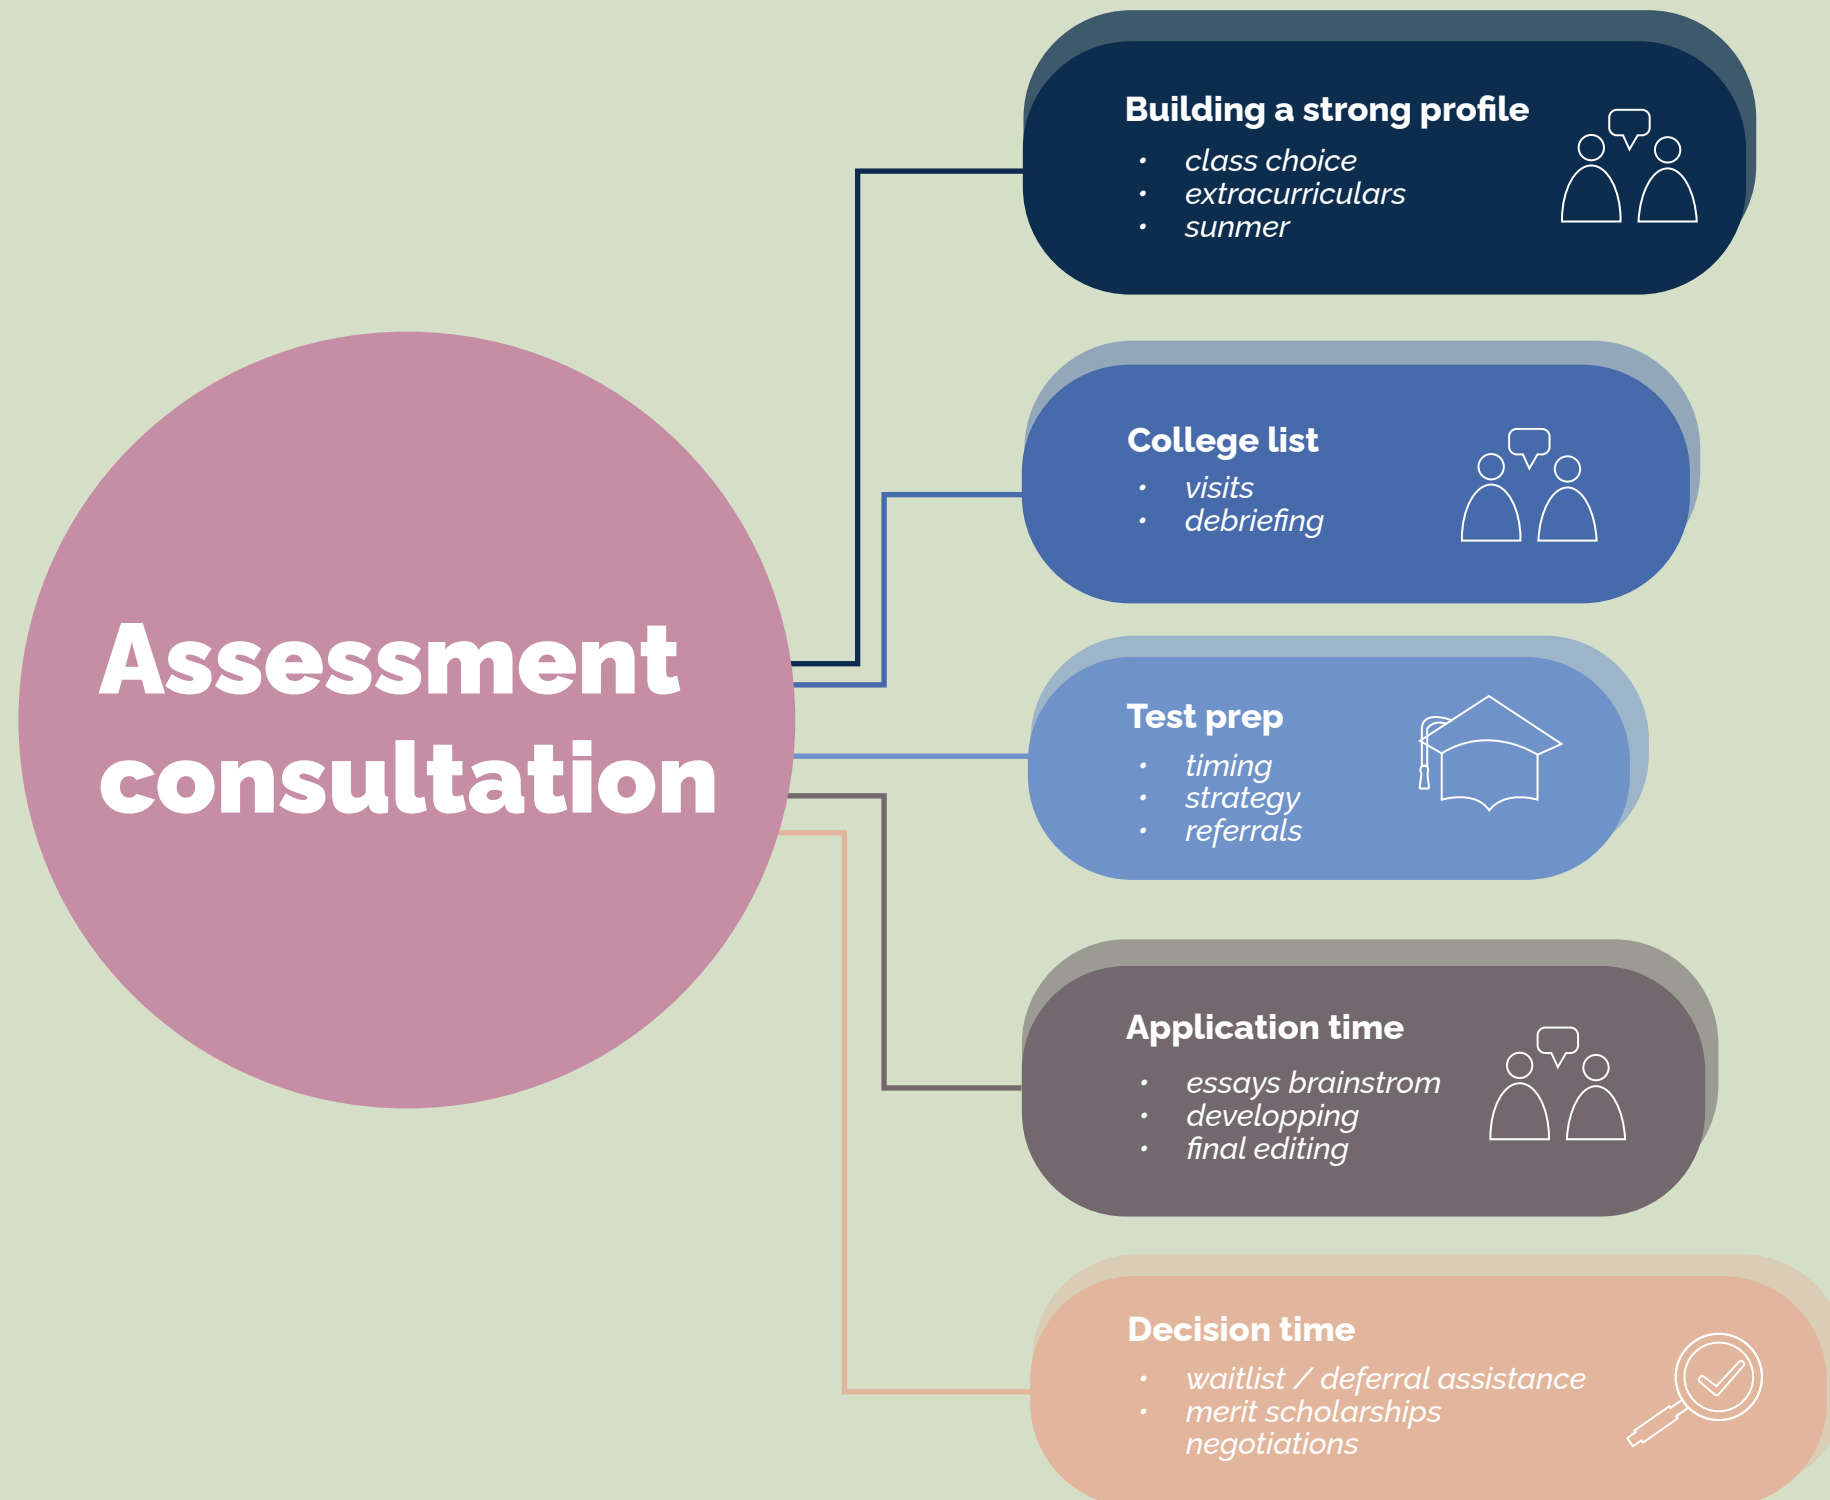 Assessment
consultation
Building a strong profile
• class choice
• extracurriculars
• sunmer
College list
• visits
• debriefing
Test prep
• timing
• strategy
• referrals
Application time
• essays brainstrom
• developping
• final editing
Decision time
• waitlist / deferral assistance
• merit scholarships
negotiations